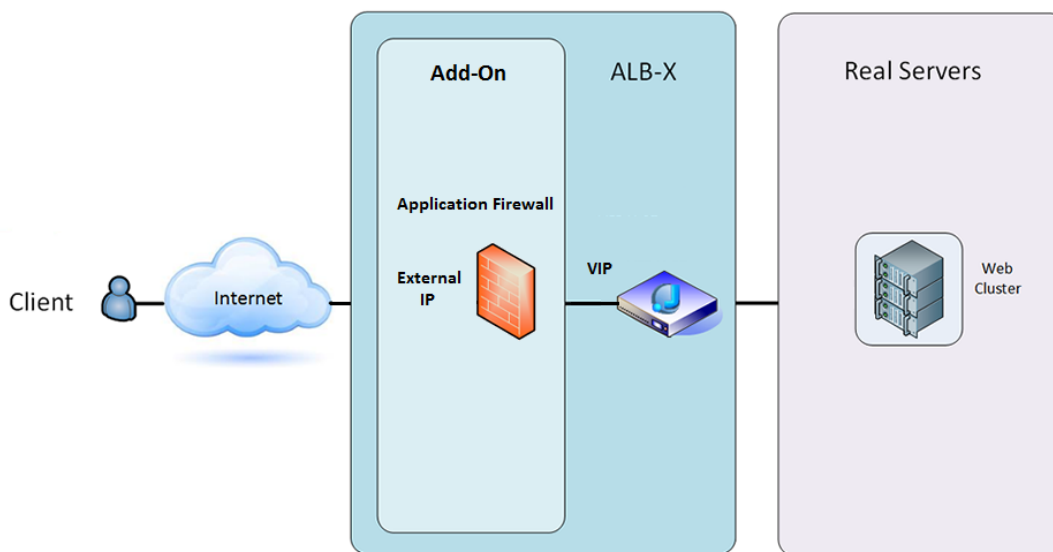 Add-On
ALB-X
Real Servers
Application Firewall
External
IP
VIP
Client
Internet
Web
Cluster